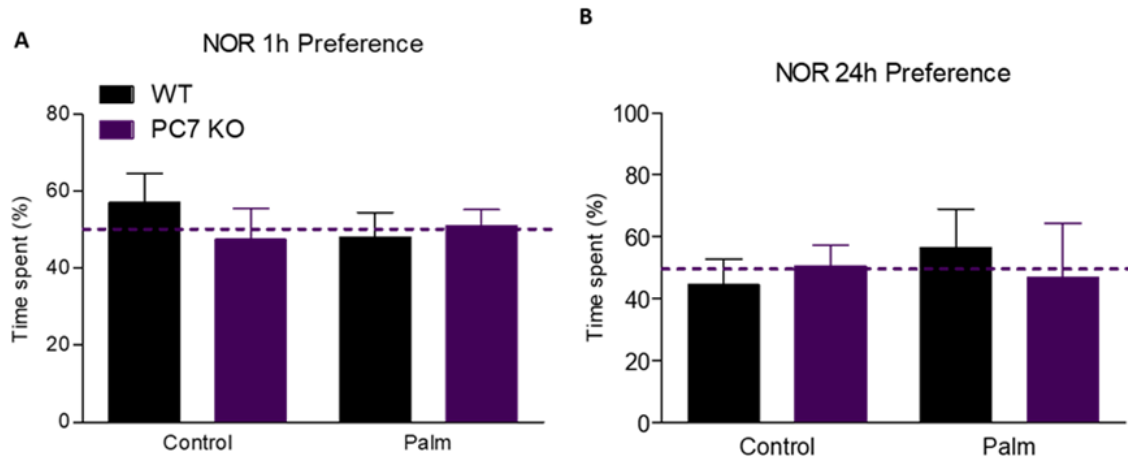 A
NOR 1h Preference
WT
PC7 KO
Time spent (%)
80
60
40
20
0
Control
Palm
B
NOR 24h Preference
Time spent (%)
100
80
60
40
20
0
Control
Palm